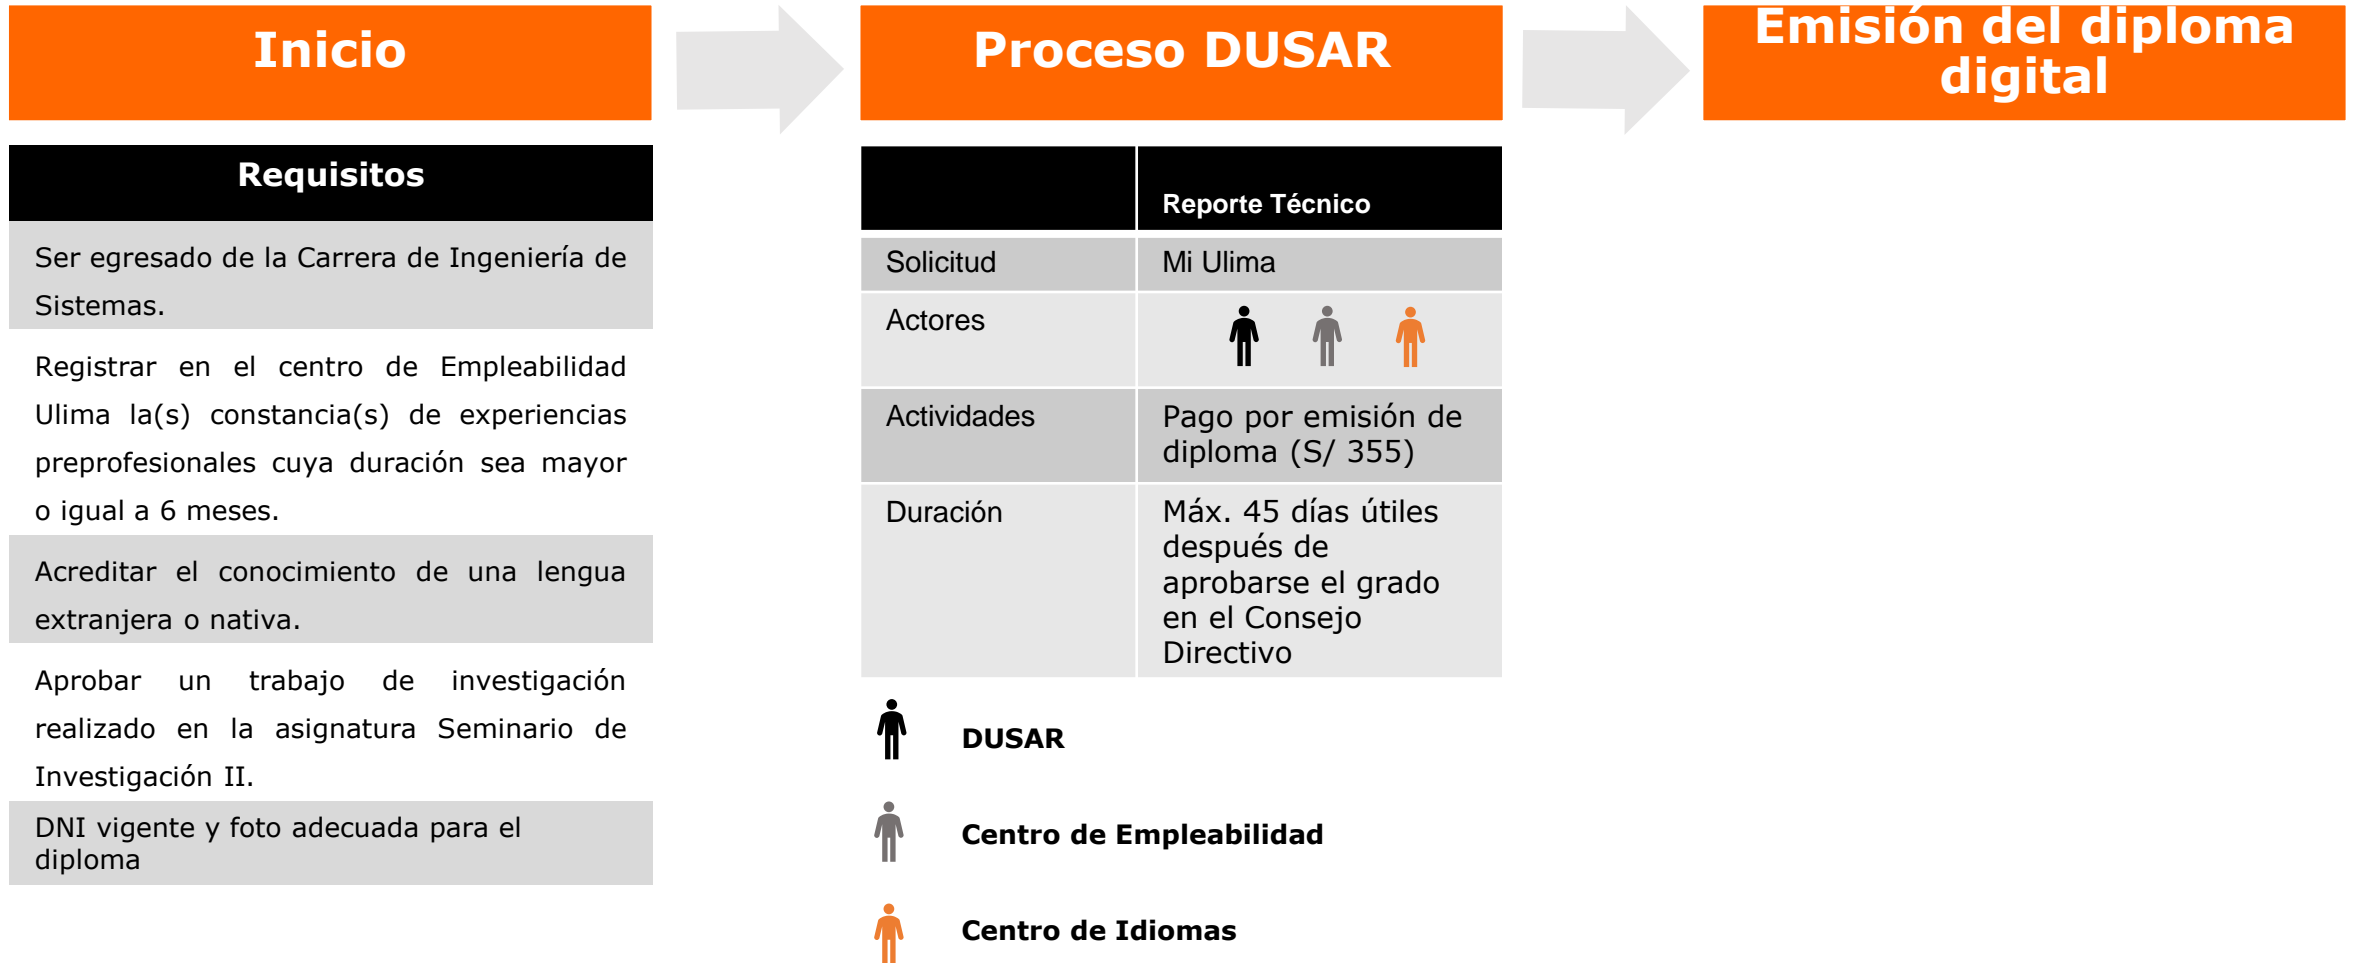 Inicio
Requisitos
Ser egresado de la Carrera de Ingeniería de
Sistemas.
Registrar en el centro de Empleabilidad
Ulima la(s) constancia(s) de experiencias
preprofesionales cuya duración sea mayor
o igual a 6 meses.
Acreditar el conocimiento de una lengua
extranjera o nativa.
Aprobar un trabajo de investigación
realizado en la asignatura Seminario de
Investigación II.
DNI vigente y foto adecuada para el
diploma
Proceso DUSAR
Reporte Técnico
Solicitud
Mi Ulima
Actores
Actividades
Pago por emisión de
diploma (S/ 355)
Duración
Máx. 45 días útiles
después de
aprobarse el grado
en el Consejo
Directivo
DUSAR
Centro de Empleabilidad
Centro de Idiomas
Emisión del diploma
digital